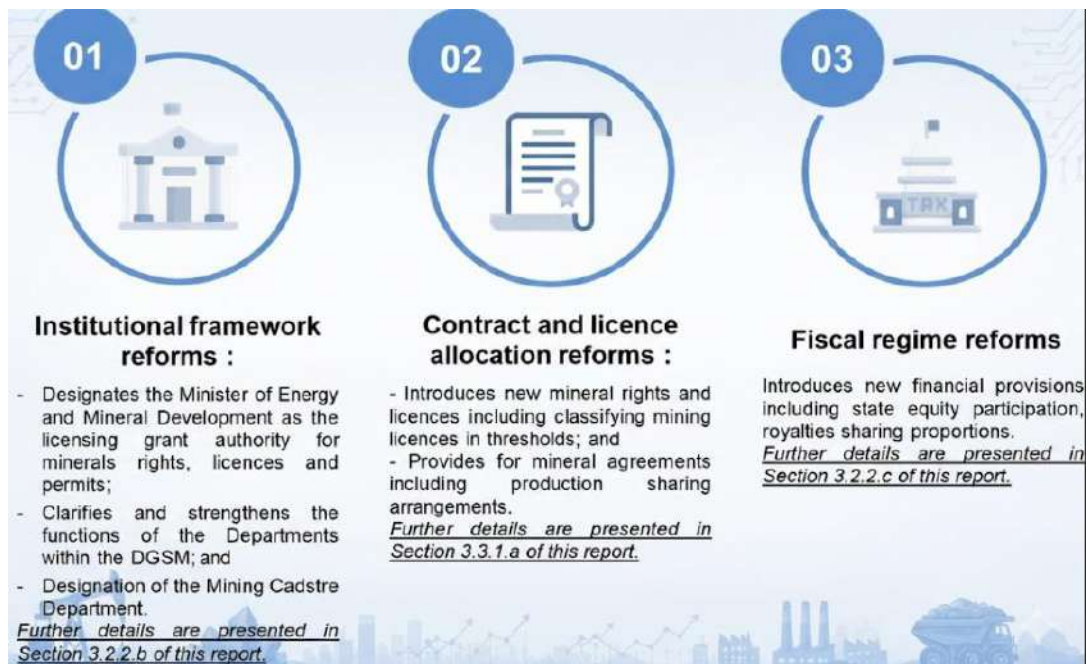 01
Institutional framework
reforms :
- Designates the Minister of Energy
and Mineral Development as the
licensing grant authority for
minerals rights, licences and
permits;
- Clarifies and strengthens the
functions of the Departments
within the DGSM; and
- Designation of the Mining Cadstre
Department.
Further details are presented in
Section 3.2.2.b of this report.
02
Contract and licence
allocation reforms :
- Introduces new mineral rights and
licences including classifying mining
licences in thresholds; and
- Provides for mineral agreements
including production sharing
arrangements.
Further details are presented in
Section 3.3.1.a of this report.
03
TAX
Fiscal regime reforms
Introduces new financial provisions
including state equity participation,
royalties sharing proportions.
Further details are presented in
Section 3.2.2.c of this report.